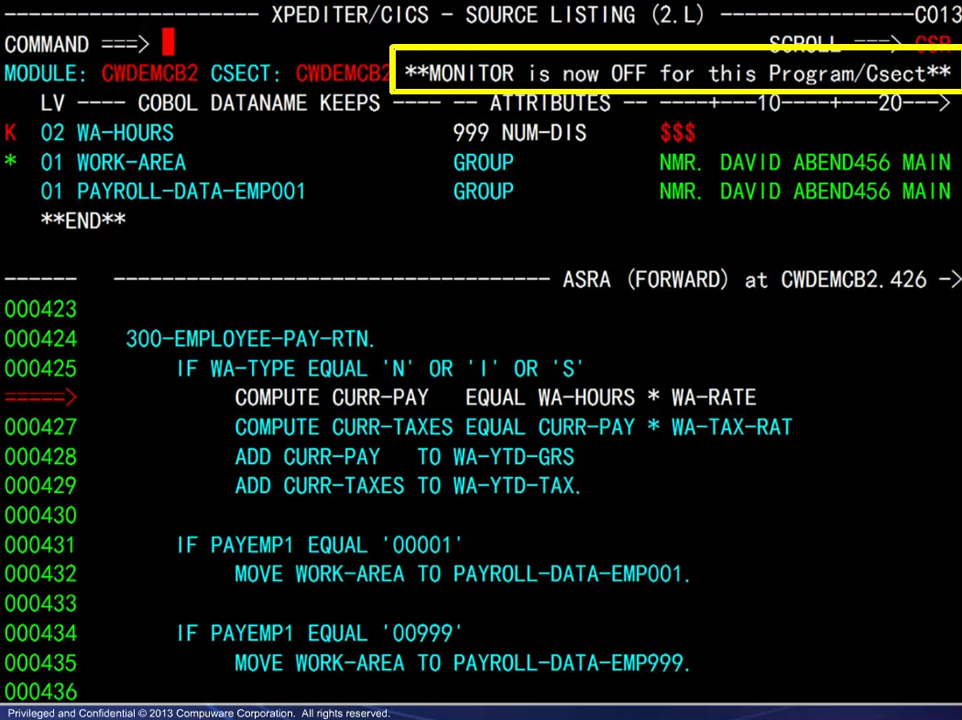 ---------------------- XPEDITER/CICS - SOURCE LISTING (2.L) -----------------C013
COMMAND ===> SCROLL ===> CSR
MODULE: CWDEMCB2 CSECT: CWDEMCB2 **MONITOR is now OFF for this Program/Csect**
LV ---- COBOL DATANAME KEEPS ---- -- ATTRIBUTES -- ----+---10----+---20--->
K 02 WA-HOURS 999 NUM-DIS $$$
* 01 WORK-AREA GROUP NMR. DAVID ABEND456 MAIN
01 PAYROLL-DATA-EMP001 GROUP NMR. DAVID ABEND456 MAIN
**END**
------ ------------------------------------ ASRA (FORWARD) at CWDEMCB2.426 ->
000423
000424 300-EMPLOYEE-PAY-RTN.
000425 IF WA-TYPE EQUAL 'N' OR 'I' OR 'S'
=====> COMPUTE CURR-PAY EQUAL WA-HOURS * WA-RATE
000427 COMPUTE CURR-TAXES EQUAL CURR-PAY * WA-TAX-RAT
000428 ADD CURR-PAY TO WA-YTD-GRS
000429 ADD CURR-TAXES TO WA-YTD-TAX.
000430
000431 IF PAYEMP1 EQUAL '00001'
000432 MOVE WORK-AREA TO PAYROLL-DATA-EMP001.
000433
000434 IF PAYEMP1 EQUAL '00999'
000435 MOVE WORK-AREA TO PAYROLL-DATA-EMP999.
000436
Privileged and Confidential © 2013 Compuware Corporation. All rights reserved.